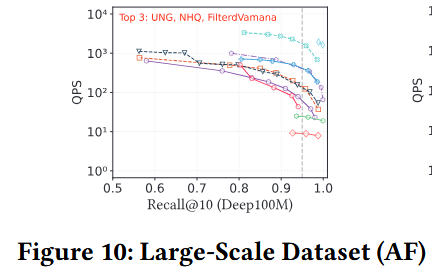 Top 3: UNG, NHQ, FilterdVamana
10⁴
10³
10²
10¹
10⁰
QPS
0.5 0.6 0.7 0.8 0.9 1.0
Recall@10 (Deep100M)
QPS
Figure 10: Large-Scale Dataset (AF)